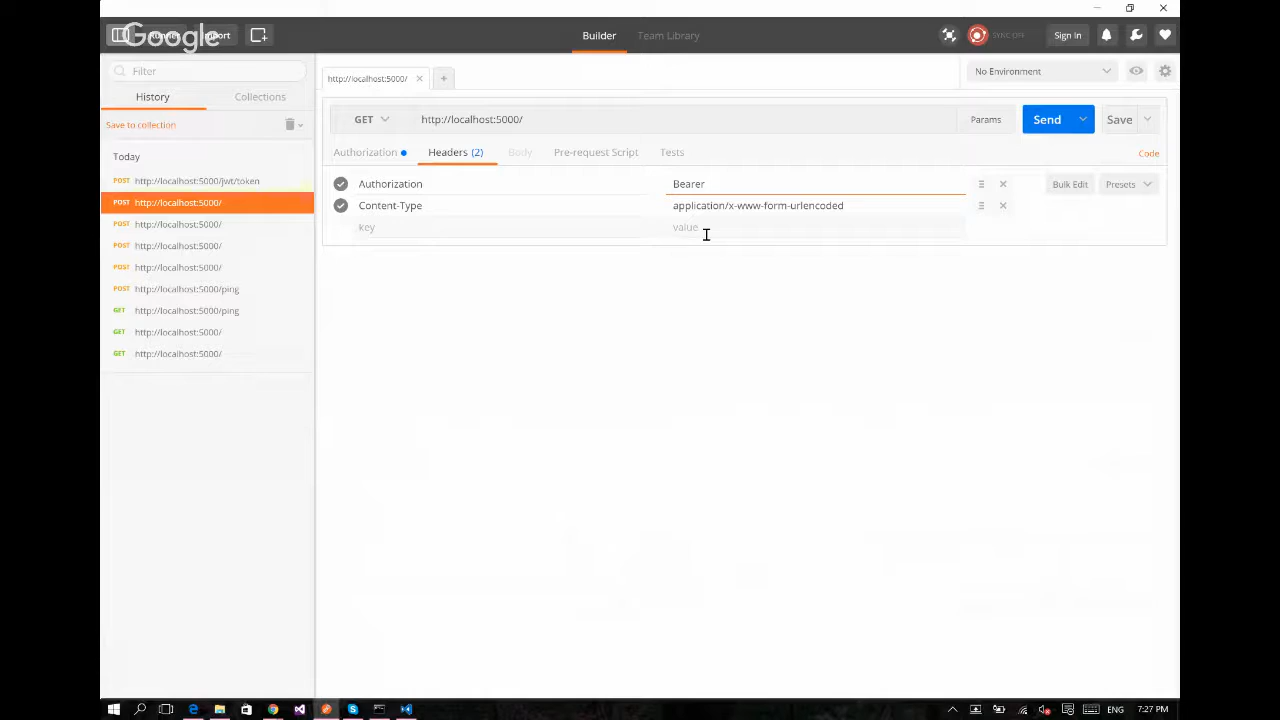 Google
Runner Import
Builder
Team Library
SYNC OFF
Sign In
Filter
http://localhost:5000/
No Environment
History
Collections
GET
http://localhost:5000/
Params
Send
Save
Save to collection
Authorization
Headers (2)
Body
Pre-request Script
Tests
Code
Today
POST http://localhost:5000/jwt/token
POST http://localhost:5000/
POST http://localhost:5000/
POST http://localhost:5000/
POST http://localhost:5000/
POST http://localhost:5000/ping
GET http://localhost:5000/ping
GET http://localhost:5000/
GET http://localhost:5000/
Authorization
Bearer
Bulk Edit
Presets
Content-Type
application/x-www-form-urlencoded
key
value
ENG
7:27 PM